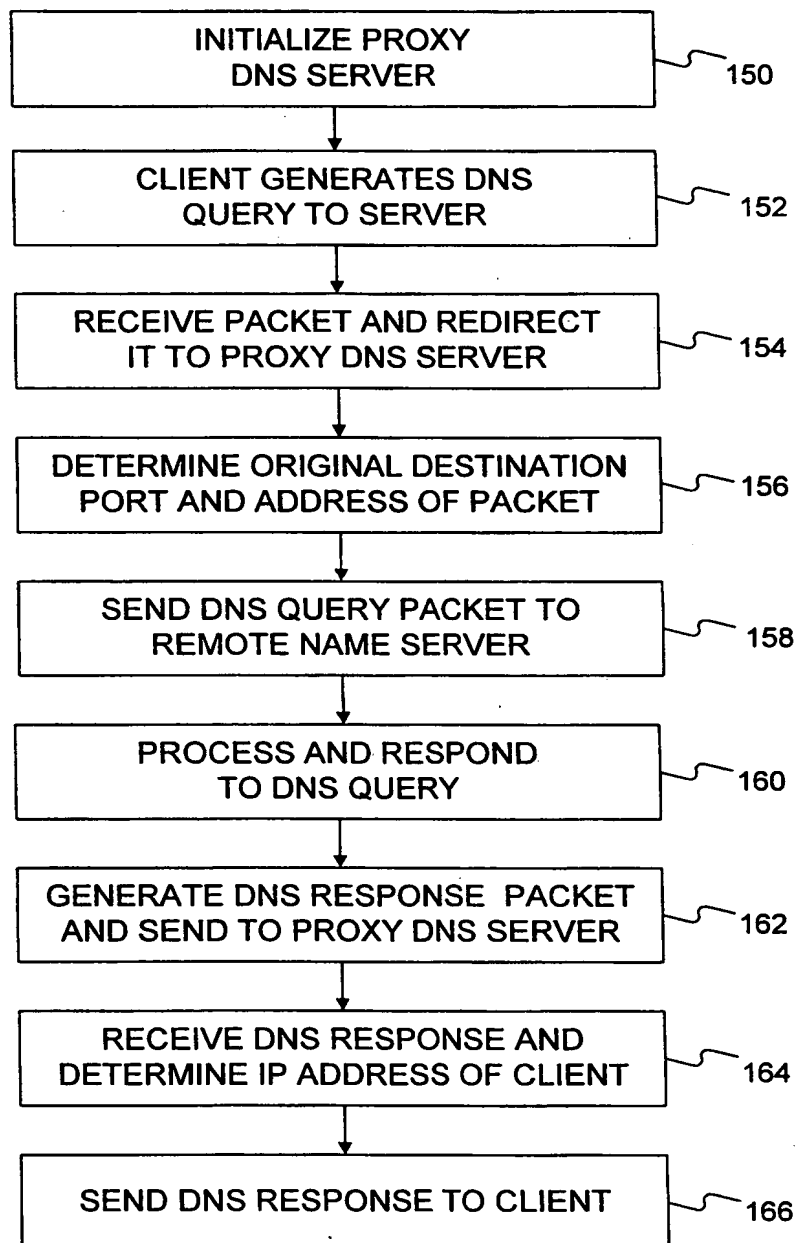 INITIALIZE PROXY
DNS SERVER
150
CLIENT GENERATES DNS
QUERY TO SERVER
152
RECEIVE PACKET AND REDIRECT
IT TO PROXY DNS SERVER
154
DETERMINE ORIGINAL DESTINATION
PORT AND ADDRESS OF PACKET
156
SEND DNS QUERY PACKET TO
REMOTE NAME SERVER
158
PROCESS AND RESPOND
TO DNS QUERY
160
GENERATE DNS RESPONSE PACKET
AND SEND TO PROXY DNS SERVER
162
RECEIVE DNS RESPONSE AND
DETERMINE IP ADDRESS OF CLIENT
164
SEND DNS RESPONSE TO CLIENT
166